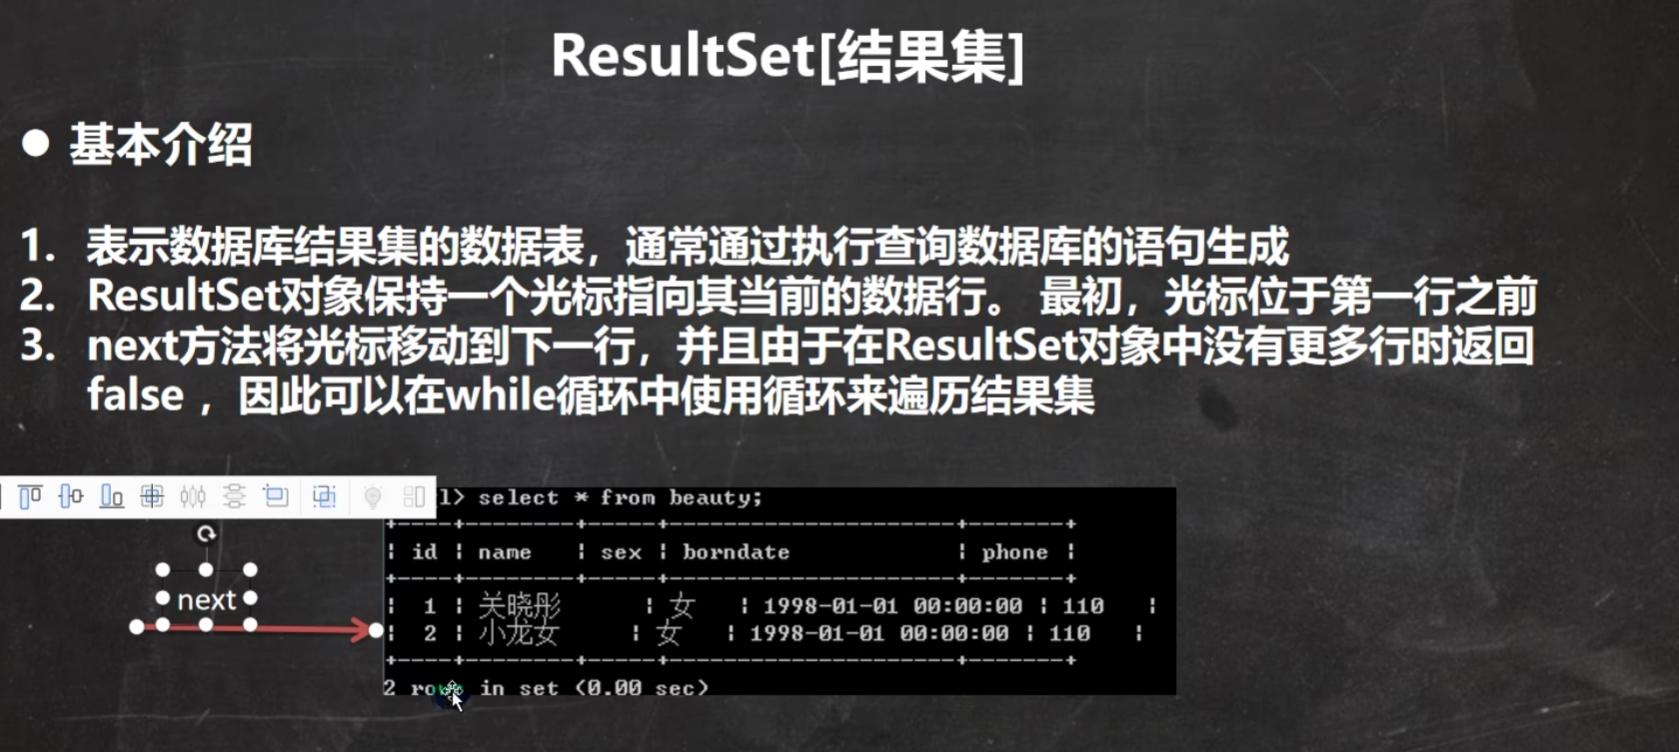 ResultSet[结果集]
● 基本介绍
1. 表示数据库结果集的数据表，通常通过执行查询数据库的语句生成
2. ResultSet对象保持一个光标指向其当前的数据行。 最初，光标位于第一行之前
3. next方法将光标移动到下一行，并且由于在ResultSet对象中没有更多行时返回
false ，因此可以在while循环中使用循环来遍历结果集
l> select * from beauty;
+----+--------+-----+---------------------+-------+
| id | name | sex | borndate | phone |
+----+--------+-----+---------------------+-------+
| 1 | 关晓彤 | 女 | 1998-01-01 00:00:00 | 110 |
next
| 2 | 小龙女 | 女 | 1998-01-01 00:00:00 | 110 |
+----+--------+-----+---------------------+-------+
2 rows in set (0.00 sec)